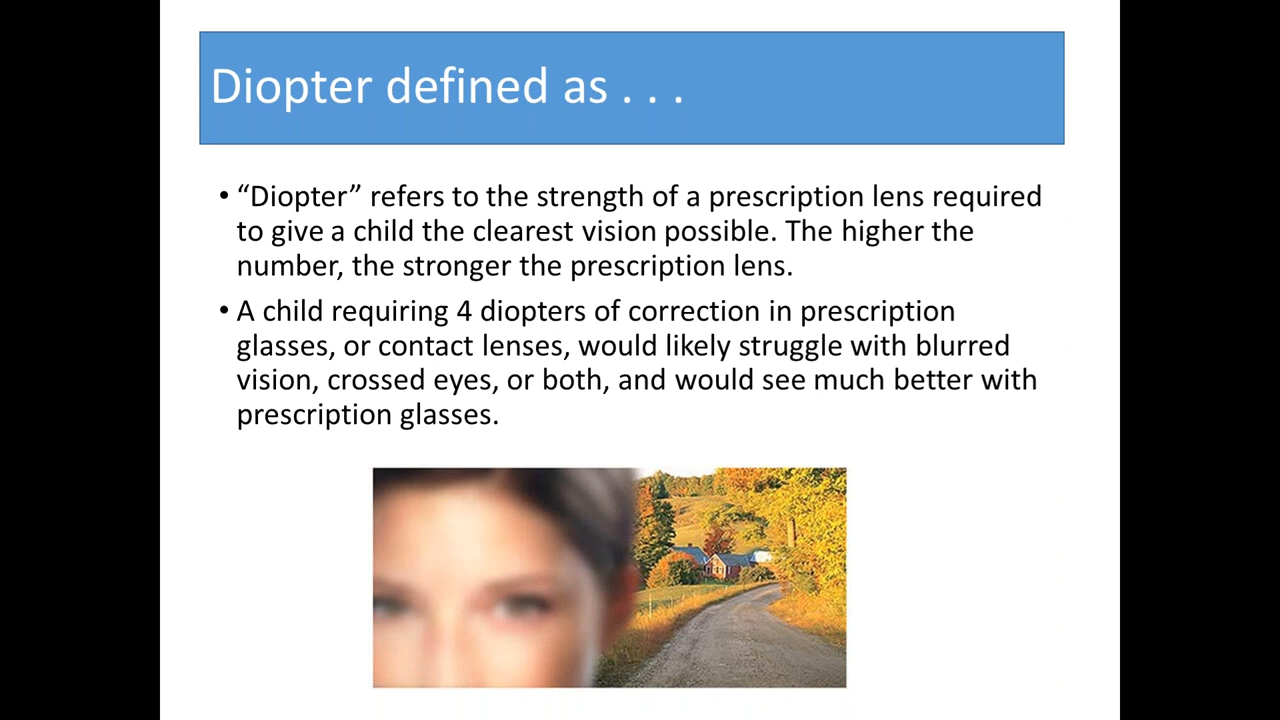 Diopter defined as . . .
• “Diopter” refers to the strength of a prescription lens required
to give a child the clearest vision possible. The higher the
number, the stronger the prescription lens.
• A child requiring 4 diopters of correction in prescription
glasses, or contact lenses, would likely struggle with blurred
vision, crossed eyes, or both, and would see much better with
prescription glasses.